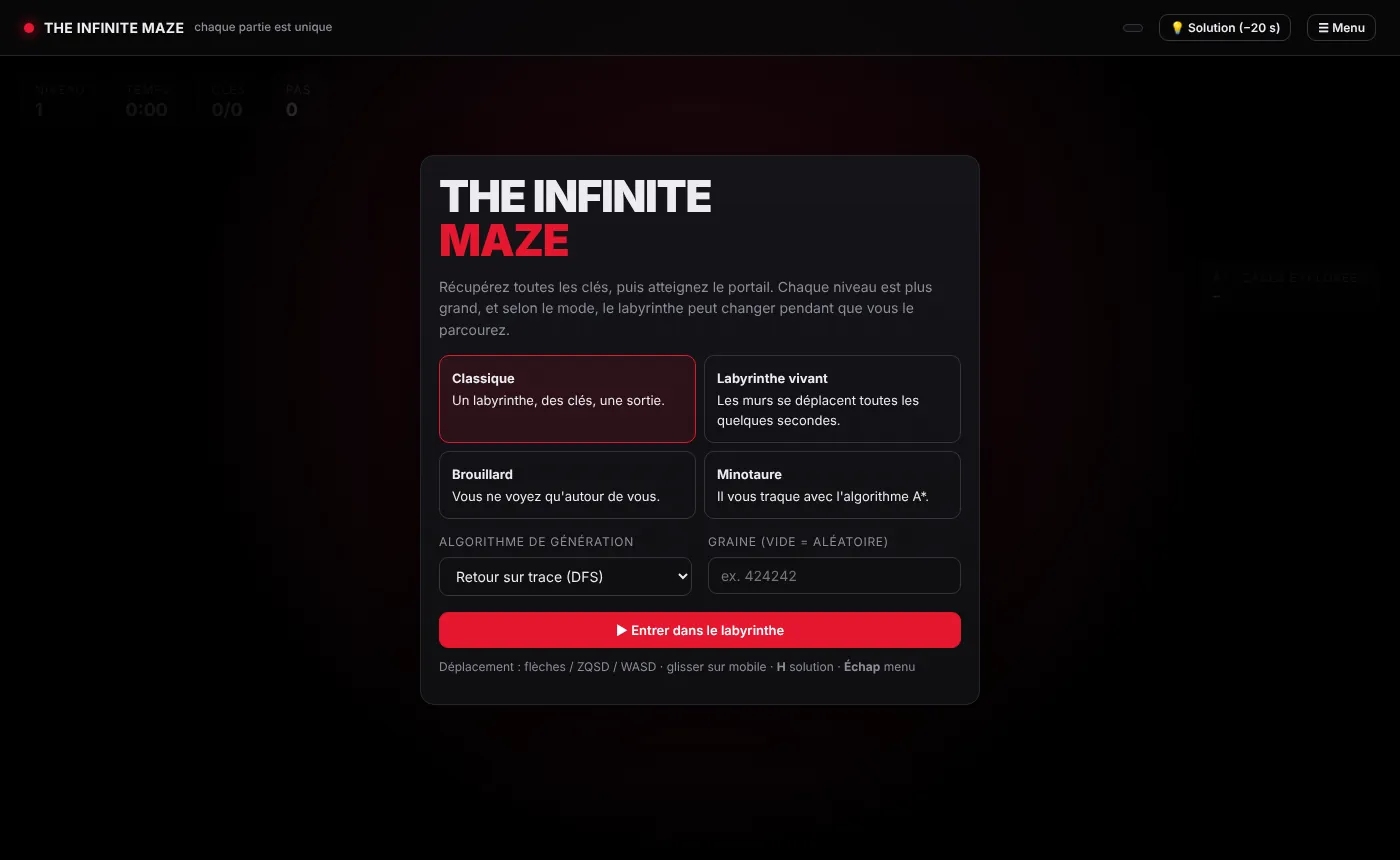 THE INFINITE MAZE chaque partie est unique
💡 Solution (−20 s) ☰ Menu
NIVEAU TEMPS CLÉS PAS
1 0:00 0/0 0
THE INFINITE
MAZE
Récupérez toutes les clés, puis atteignez le portail. Chaque niveau est plus
grand, et selon le mode, le labyrinthe peut changer pendant que vous le
parcourez.
Classique
Un labyrinthe, des clés, une sortie.
Labyrinthe vivant
Les murs se déplacent toutes les
quelques secondes.
Brouillard
Vous ne voyez qu'autour de vous.
Minotaure
Il vous traque avec l'algorithme A*.
ALGORITHME DE GÉNÉRATION
Retour sur trace (DFS)
GRAINE (VIDE = ALÉATOIRE)
ex. 424242
▶ Entrer dans le labyrinthe
Déplacement : flèches / ZQSD / WASD · glisser sur mobile · H solution · Échap menu